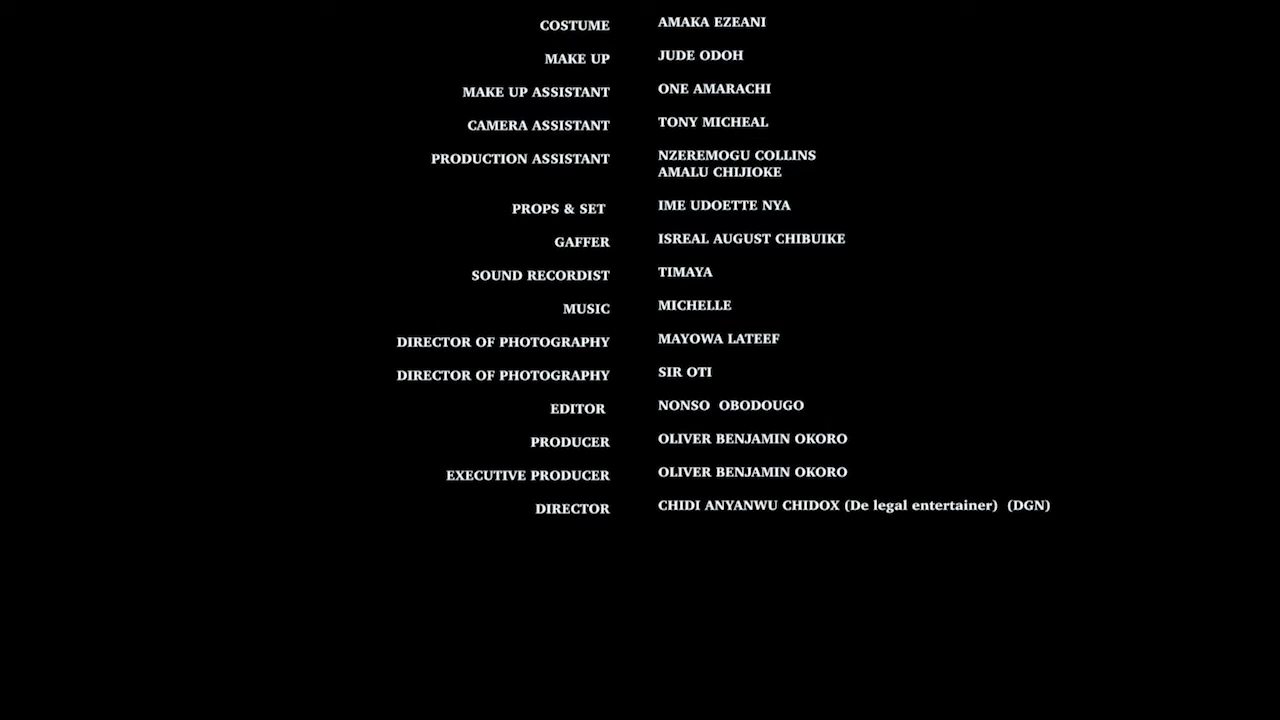 COSTUME AMAKA EZEANI
MAKE UP JUDE ODOH
MAKE UP ASSISTANT ONE AMARACHI
CAMERA ASSISTANT TONY MICHEAL
PRODUCTION ASSISTANT NZEREMOGU COLLINS
AMALU CHIJIOKE
PROPS & SET IME UDOETTE NYA
GAFFER ISREAL AUGUST CHIBUIKE
SOUND RECORDIST TIMAYA
MUSIC MICHELLE
DIRECTOR OF PHOTOGRAPHY MAYOWA LATEEF
DIRECTOR OF PHOTOGRAPHY SIR OTI
EDITOR NONSO OBODOUGO
PRODUCER OLIVER BENJAMIN OKORO
EXECUTIVE PRODUCER OLIVER BENJAMIN OKORO
DIRECTOR CHIDI ANYANWU CHIDOX (De legal entertainer) (DGN)